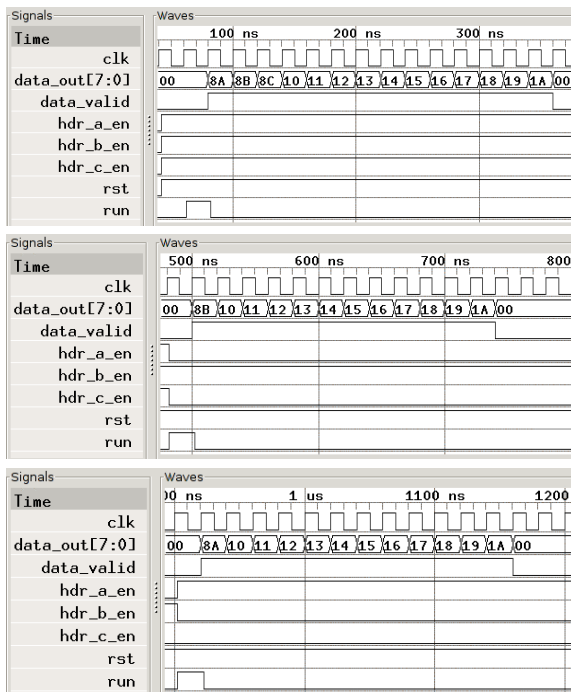 Signals Waves
Time 100 ns 200 ns 300 ns
clk
data_out[7:0] 00 8A 8B 8C 10 11 12 13 14 15 16 17 18 19 1A 00
data_valid
hdr_a_en
hdr_b_en
hdr_c_en
rst
run
Signals Waves
Time 500 ns 600 ns 700 ns 800
clk
data_out[7:0] 00 8B 10 11 12 13 14 15 16 17 18 19 1A 00
data_valid
hdr_a_en
hdr_b_en
hdr_c_en
rst
run
Signals Waves
Time 00 ns 1 us 1100 ns 1200
clk
data_out[7:0] 00 8A 10 11 12 13 14 15 16 17 18 19 1A 00
data_valid
hdr_a_en
hdr_b_en
hdr_c_en
rst
run